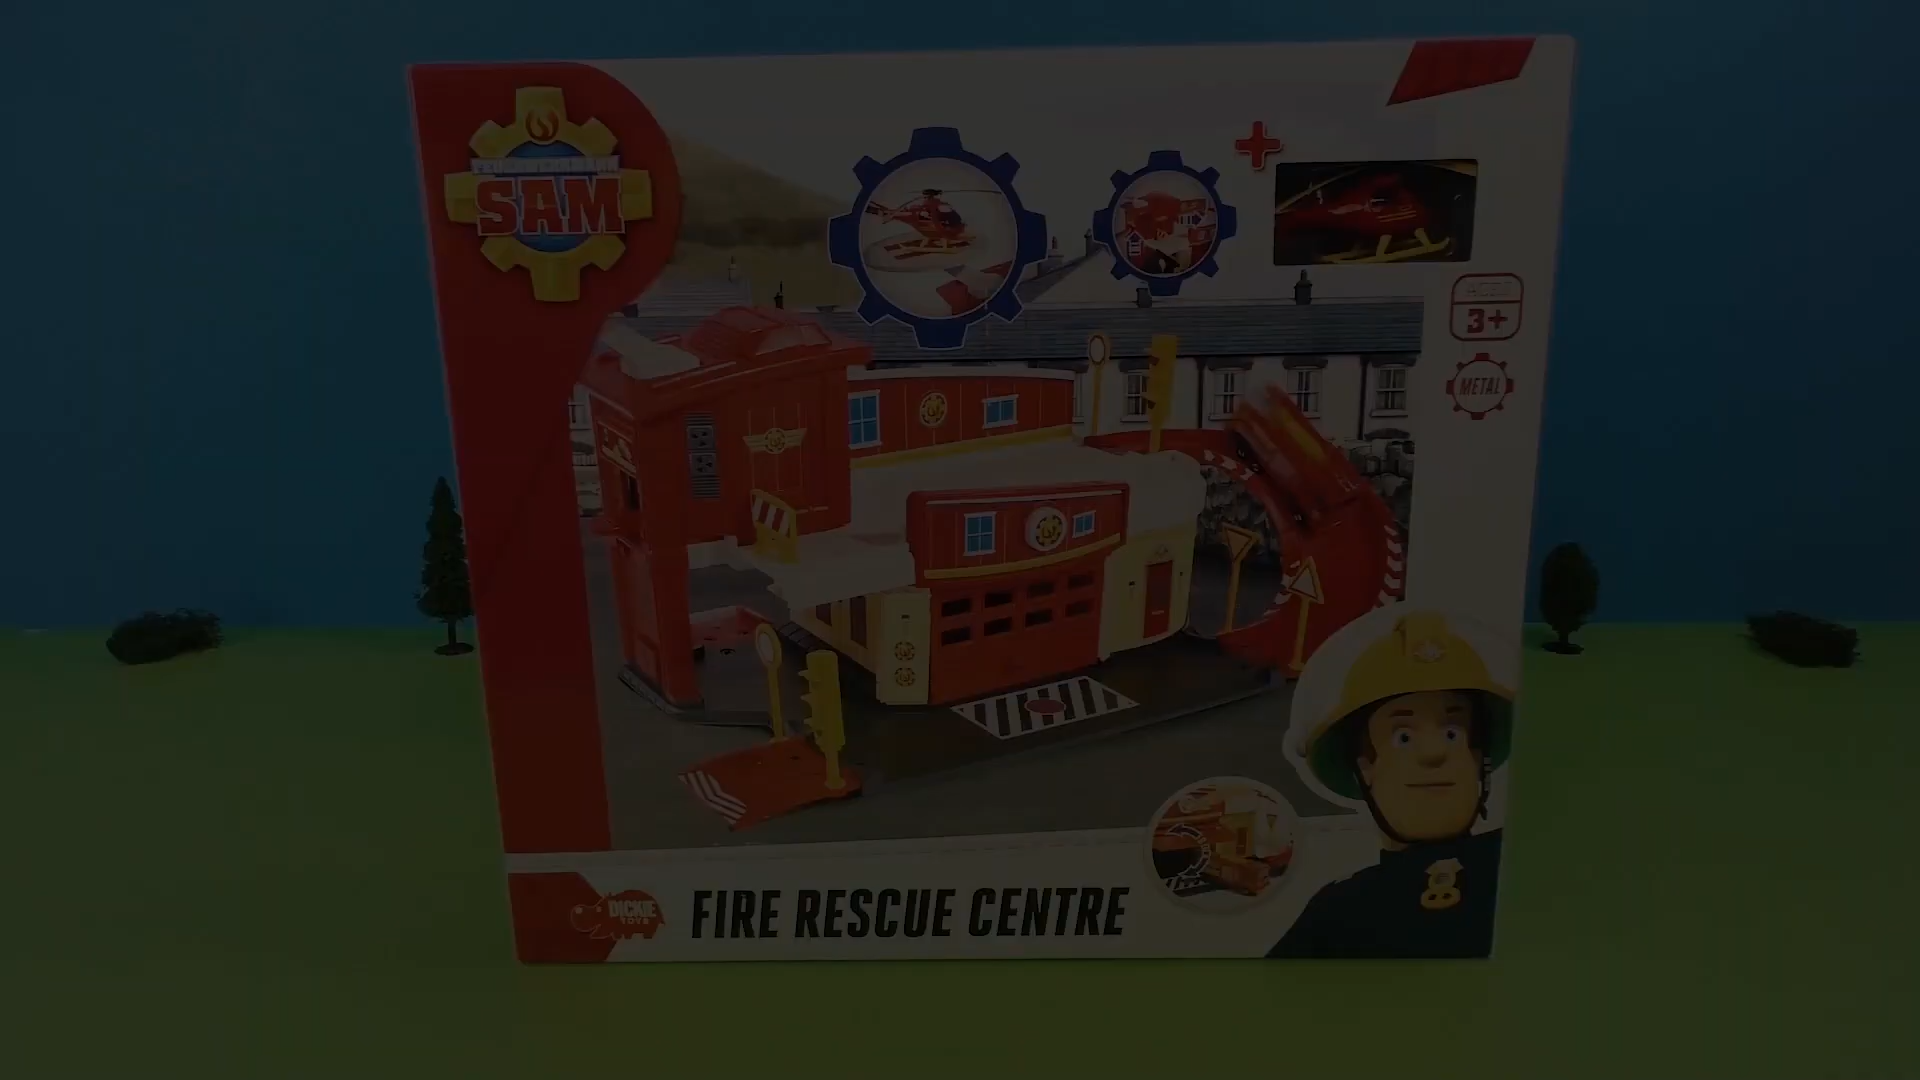 SAM
3+
METAL
DICKIE
TOYS
FIRE RESCUE CENTRE